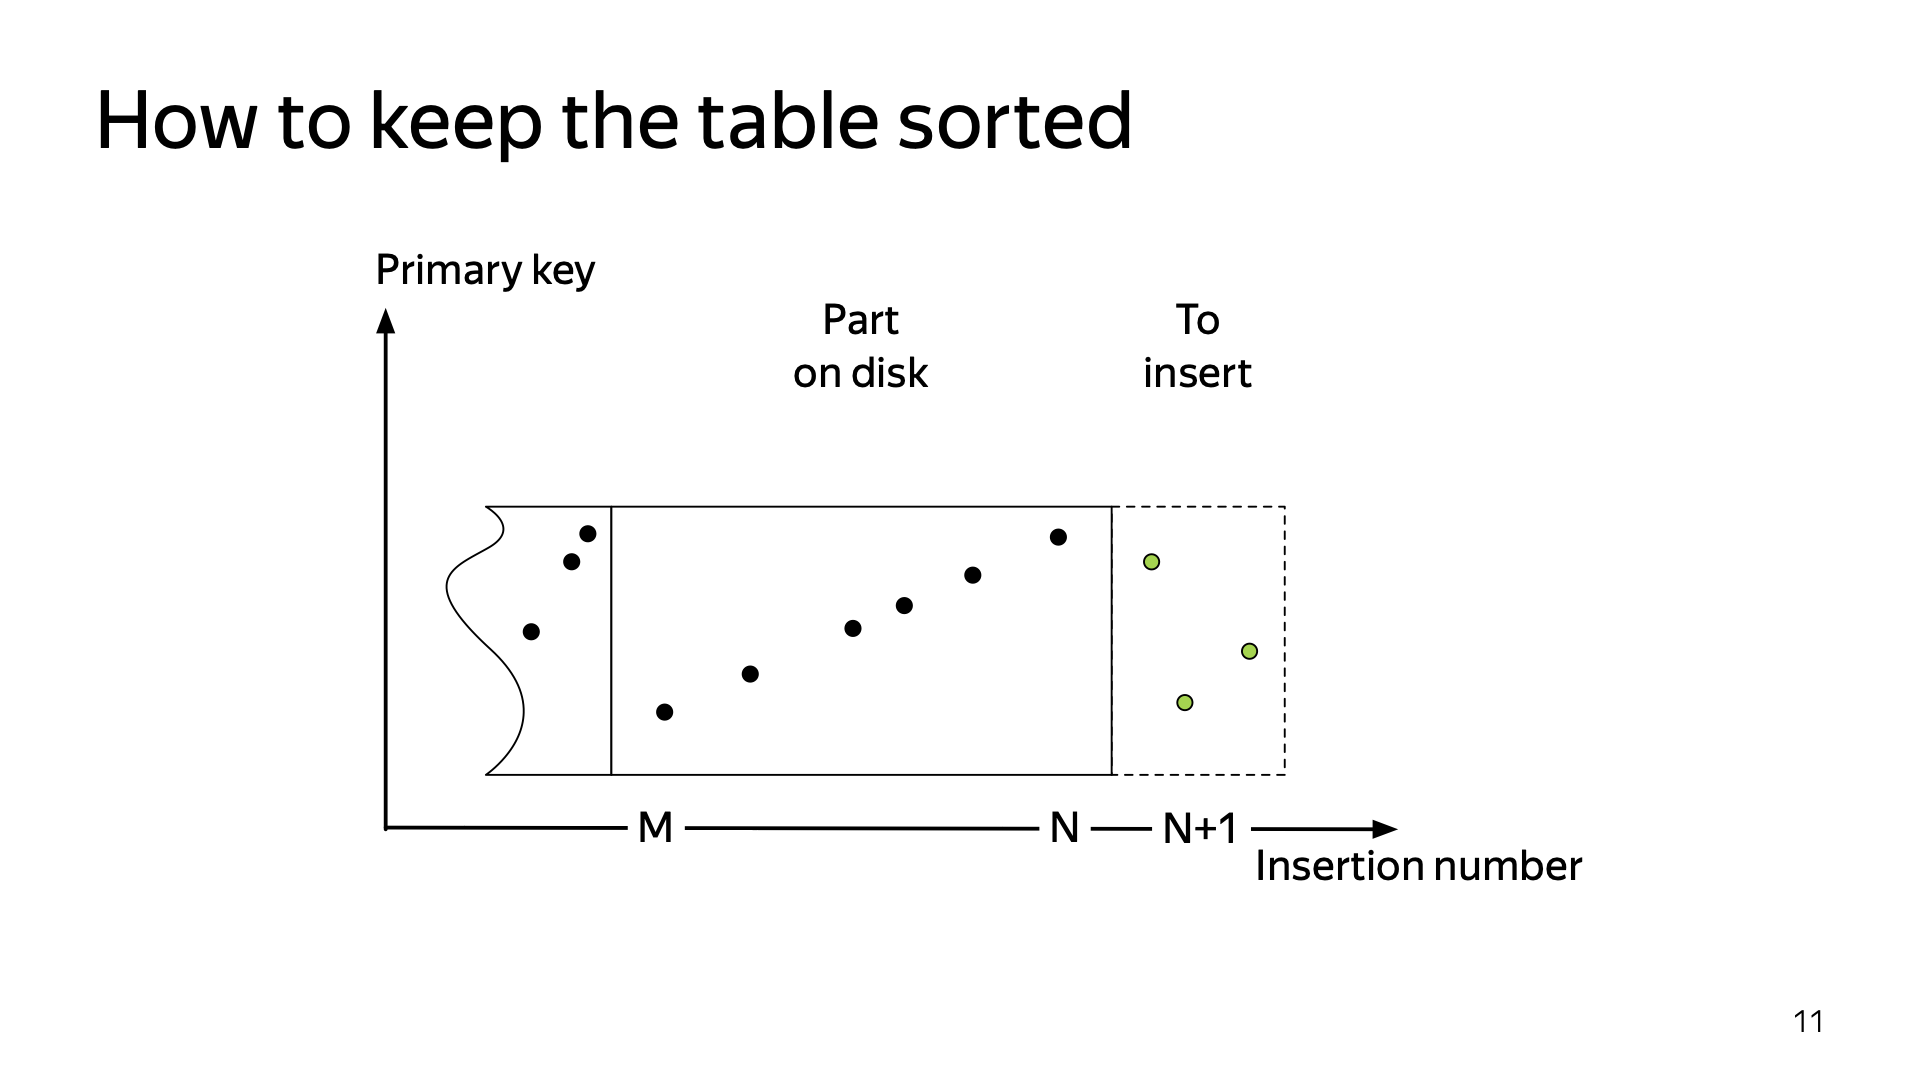 How to keep the table sorted
Primary key
Part
on disk
To
insert
M
N
N+1
Insertion number
11